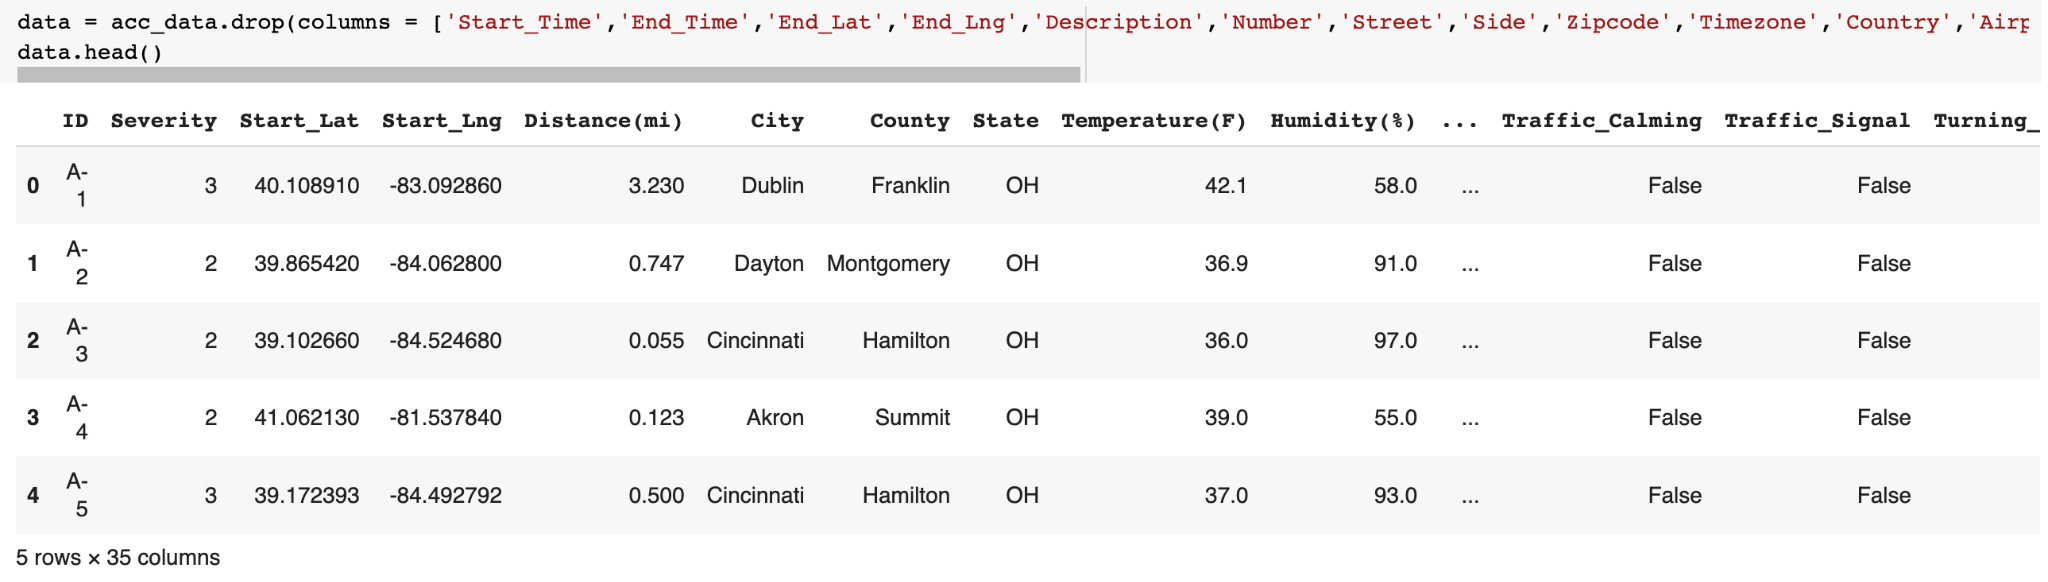 data = acc_data.drop(columns = ['Start_Time','End_Time','End_Lat','End_Lng','Description','Number','Street','Side','Zipcode','Timezone','Country','Airp
data.head()
ID Severity Start_Lat Start_Lng Distance(mi) City County State Temperature(F) Humidity(%) ... Traffic_Calming Traffic_Signal Turning_
0 A-1 3 40.108910 -83.092860 3.230 Dublin Franklin OH 42.1 58.0 ... False False
1 A-2 2 39.865420 -84.062800 0.747 Dayton Montgomery OH 36.9 91.0 ... False False
2 A-3 2 39.102660 -84.524680 0.055 Cincinnati Hamilton OH 36.0 97.0 ... False False
3 A-4 2 41.062130 -81.537840 0.123 Akron Summit OH 39.0 55.0 ... False False
4 A-5 3 39.172393 -84.492792 0.500 Cincinnati Hamilton OH 37.0 93.0 ... False False
5 rows × 35 columns